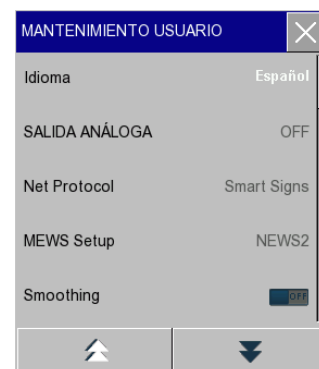 MANTENIMIENTO USUARIO
Idioma Español
SALIDA ANÁLOGA OFF
Net Protocol Smart Signs
MEWS Setup NEWS2
Smoothing OFF